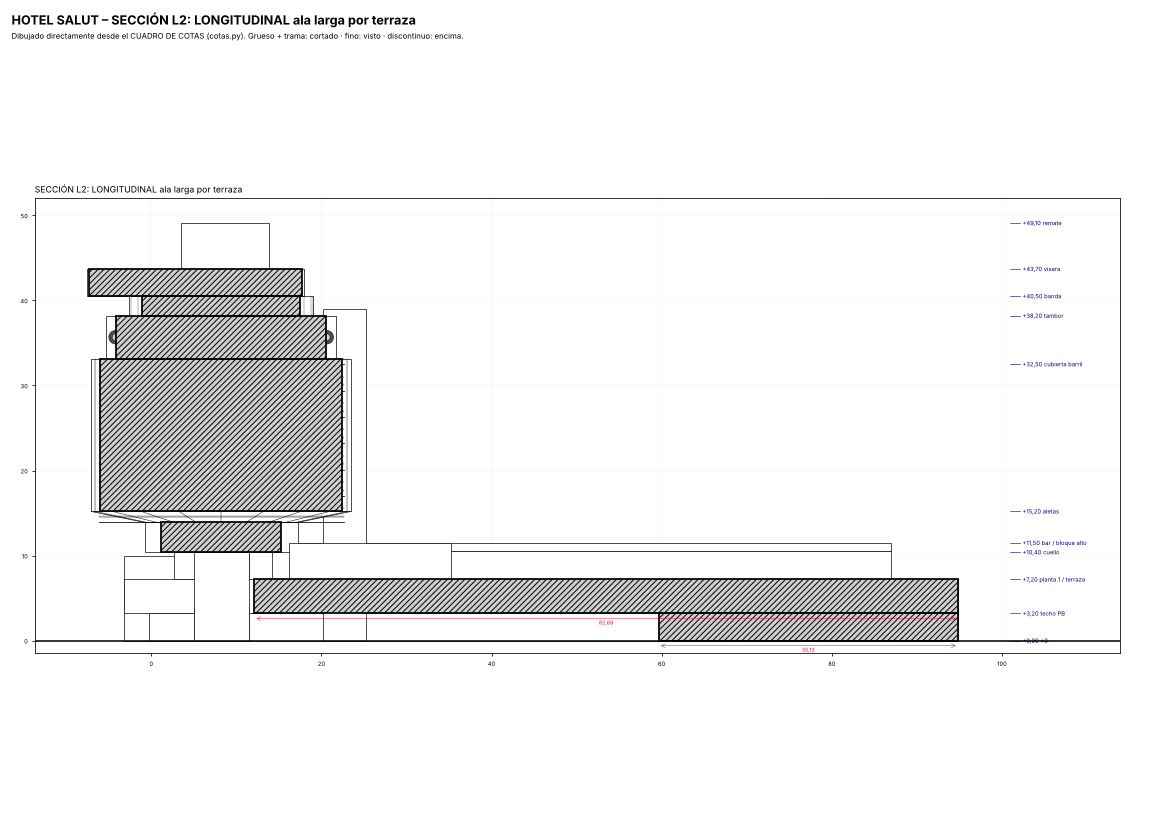 HOTEL SALUT – SECCIÓN L2: LONGITUDINAL ala larga por terraza
Dibujado directamente desde el CUADRO DE COTAS (cotas.py). Grueso + trama: cortado · fino: visto · discontinuo: encima.
SECCIÓN L2: LONGITUDINAL ala larga por terraza
50
+49,10 remate
+43,70 visera
40
+40,50 banda
+38,20 tambor
+32,50 cubierta barril
30
20
+15,20 aletas
+11,50 bar / bloque alto
10
+10,40 cuello
+7,20 planta 1 / terraza
+3,20 techo PB
82,68
0
35,13
0
20
40
60
80
100